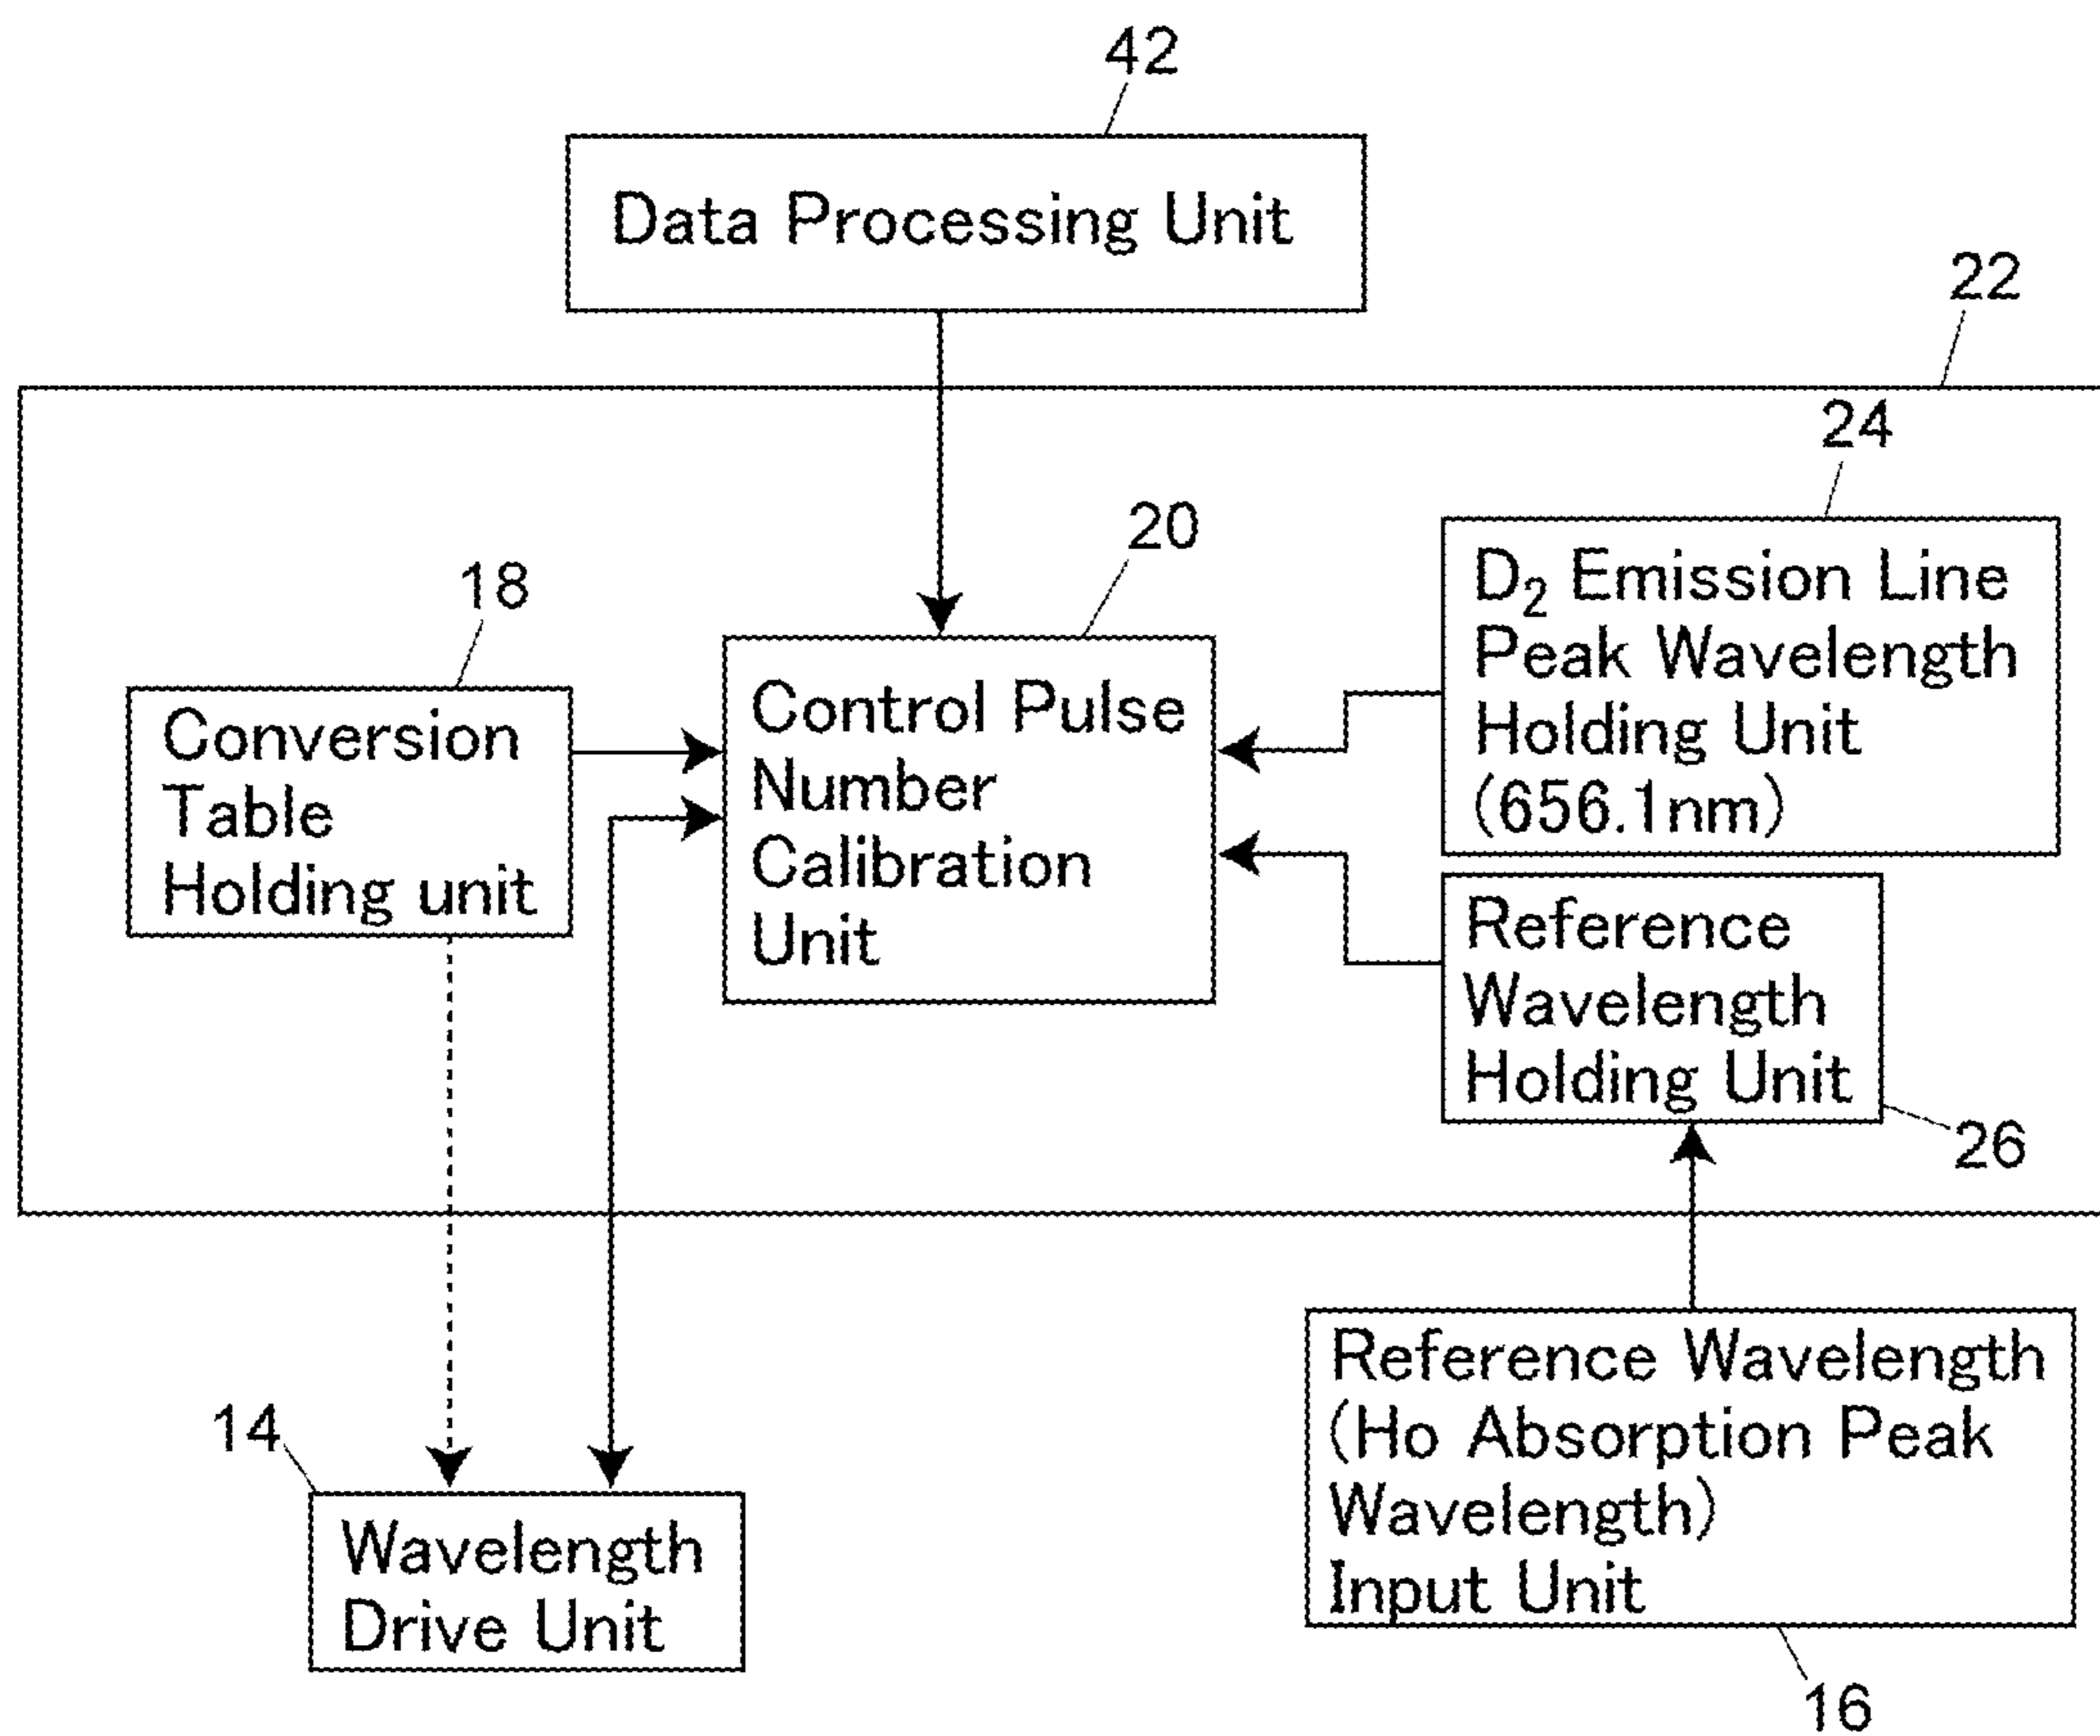 42
Data Processing Unit
22
24
D₂ Emission Line
Peak Wavelength
Holding Unit
(656.1nm)
20
Control Pulse
Number
Calibration
Unit
18
Conversion
Table
Holding unit
Reference
Wavelength
Holding Unit
26
14
Wavelength
Drive Unit
Reference Wavelength
(Ho Absorption Peak
Wavelength)
Input Unit
16